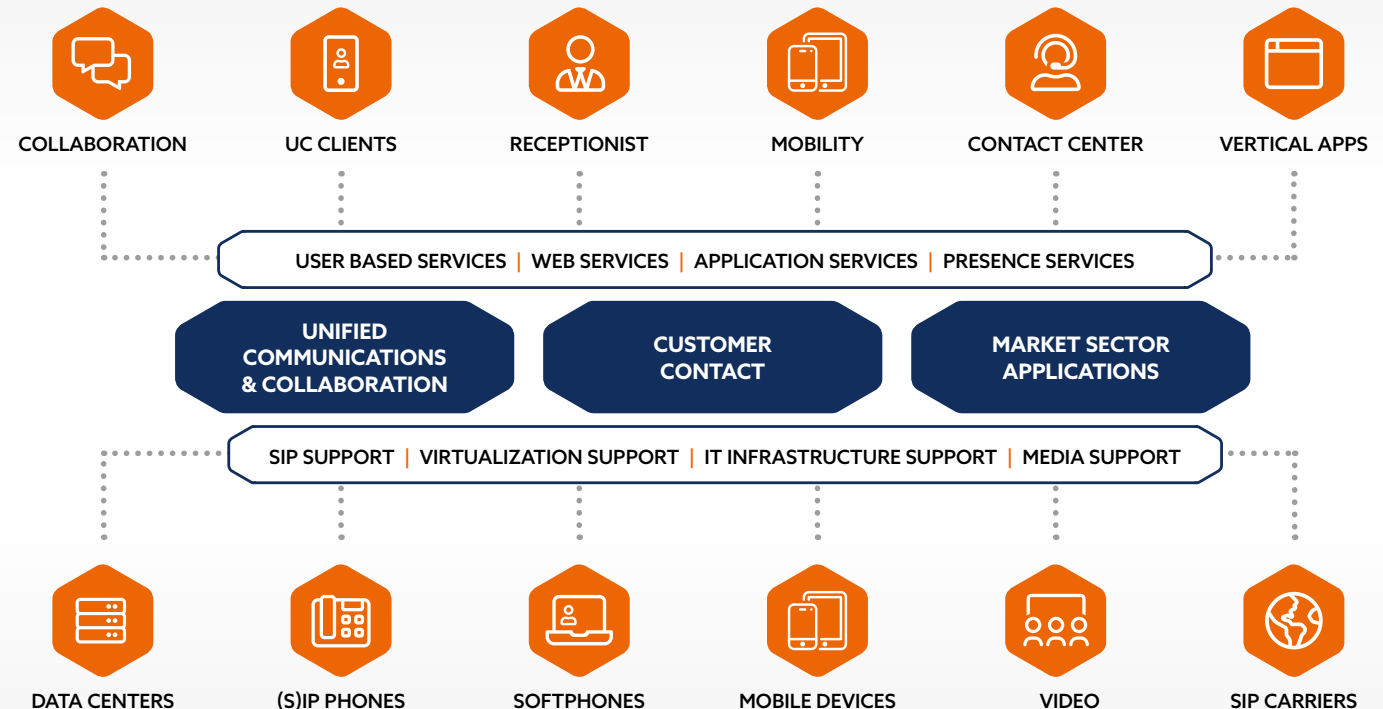 COLLABORATION
UC CLIENTS
RECEPTIONIST
MOBILITY
CONTACT CENTER
VERTICAL APPS
USER BASED SERVICES | WEB SERVICES | APPLICATION SERVICES | PRESENCE SERVICES
UNIFIED
COMMUNICATIONS
& COLLABORATION
CUSTOMER
CONTACT
MARKET SECTOR
APPLICATIONS
SIP SUPPORT | VIRTUALIZATION SUPPORT | IT INFRASTRUCTURE SUPPORT | MEDIA SUPPORT
DATA CENTERS
(S)IP PHONES
SOFTPHONES
MOBILE DEVICES
VIDEO
SIP CARRIERS